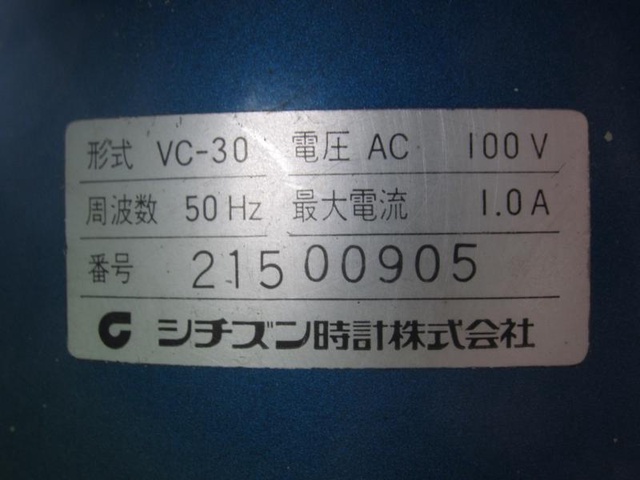 形式 VC-30 電圧 AC 100V
周波数 50Hz 最大電流 1.0A
番号 21500905
シチズン時計株式会社